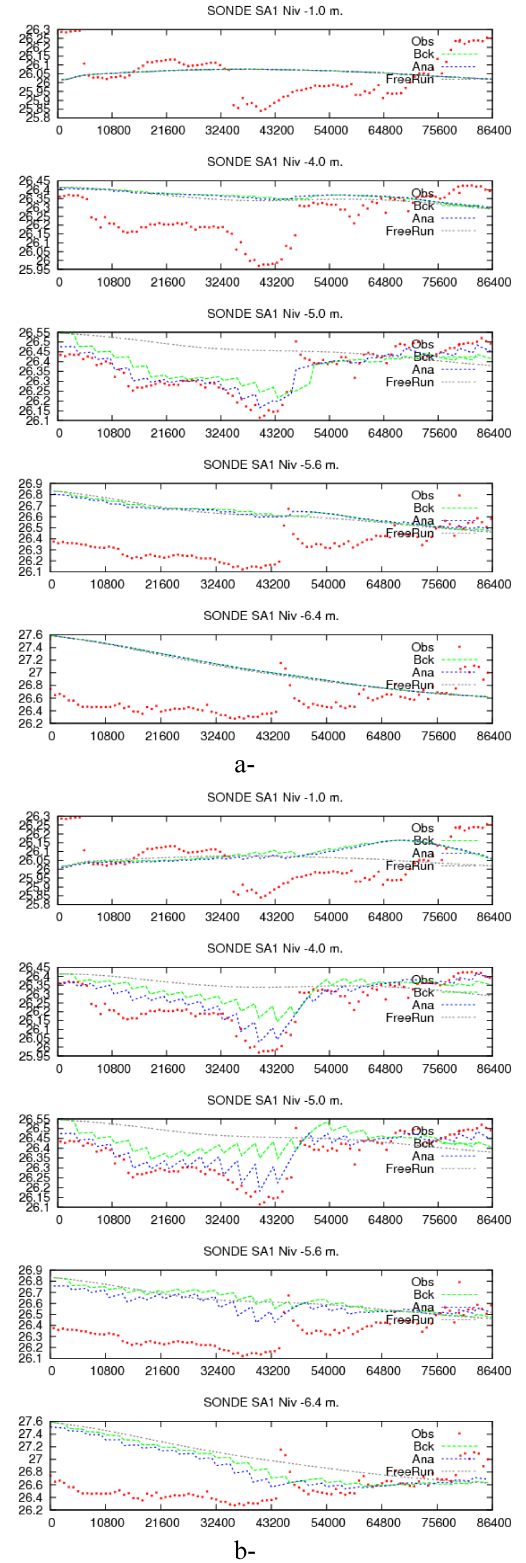 SONDE SA1 Niv -1.0 m.
26.3
26.25
26.2
26.15
26.1
26.05
26
25.95
25.9
25.85
25.8
Obs
Bck
Ana
FreeRun
0 10800 21600 32400 43200 54000 64800 75600 86400
SONDE SA1 Niv -4.0 m.
26.45
26.4
26.35
26.3
26.25
26.2
26.15
26.1
26.05
26
25.95
Obs
Bck
Ana
FreeRun
0 10800 21600 32400 43200 54000 64800 75600 86400
SONDE SA1 Niv -5.0 m.
26.55
26.5
26.45
26.4
26.35
26.3
26.25
26.2
26.15
26.1
Obs
Bck
Ana
FreeRun
0 10800 21600 32400 43200 54000 64800 75600 86400
SONDE SA1 Niv -5.6 m.
26.9
26.8
26.7
26.6
26.5
26.4
26.3
26.2
26.1
Obs
Bck
Ana
FreeRun
0 10800 21600 32400 43200 54000 64800 75600 86400
SONDE SA1 Niv -6.4 m.
27.6
27.4
27.2
27
26.8
26.6
26.4
26.2
Obs
Bck
Ana
FreeRun
0 10800 21600 32400 43200 54000 64800 75600 86400
a-
SONDE SA1 Niv -1.0 m.
26.3
26.25
26.2
26.15
26.1
26.05
26
25.95
25.9
25.85
25.8
Obs
Bck
Ana
FreeRun
0 10800 21600 32400 43200 54000 64800 75600 86400
SONDE SA1 Niv -4.0 m.
26.45
26.4
26.35
26.3
26.25
26.2
26.15
26.1
26.05
26
25.95
Obs
Bck
Ana
FreeRun
0 10800 21600 32400 43200 54000 64800 75600 86400
SONDE SA1 Niv -5.0 m.
26.55
26.5
26.45
26.4
26.35
26.3
26.25
26.2
26.15
26.1
Obs
Bck
Ana
FreeRun
0 10800 21600 32400 43200 54000 64800 75600 86400
SONDE SA1 Niv -5.6 m.
26.9
26.8
26.7
26.6
26.5
26.4
26.3
26.2
26.1
Obs
Bck
Ana
FreeRun
0 10800 21600 32400 43200 54000 64800 75600 86400
SONDE SA1 Niv -6.4 m.
27.6
27.4
27.2
27
26.8
26.6
26.4
26.2
Obs
Bck
Ana
FreeRun
0 10800 21600 32400 43200 54000 64800 75600 86400
b-